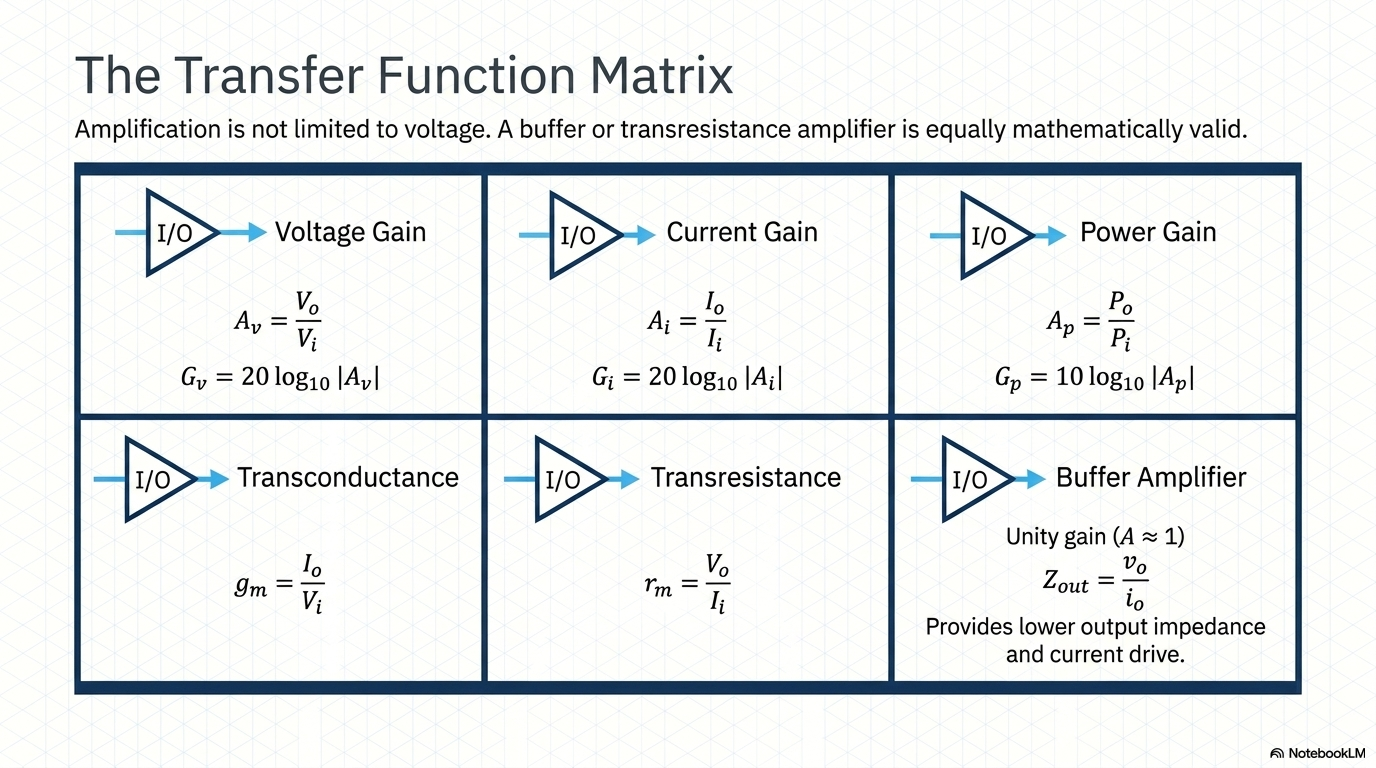 The Transfer Function Matrix
Amplification is not limited to voltage. A buffer or transresistance amplifier is equally mathematically valid.
I/O Voltage Gain
A_v = V_o / V_i
G_v = 20 log₁₀ |A_v|
I/O Current Gain
A_i = I_o / I_i
G_i = 20 log₁₀ |A_i|
I/O Power Gain
A_p = P_o / P_i
G_p = 10 log₁₀ |A_p|
I/O Transconductance
g_m = I_o / V_i
I/O Transresistance
r_m = V_o / I_i
I/O Buffer Amplifier
Unity gain (A ≈ 1)
Z_out = v_o / i_o
Provides lower output impedance
and current drive.
NotebookLM